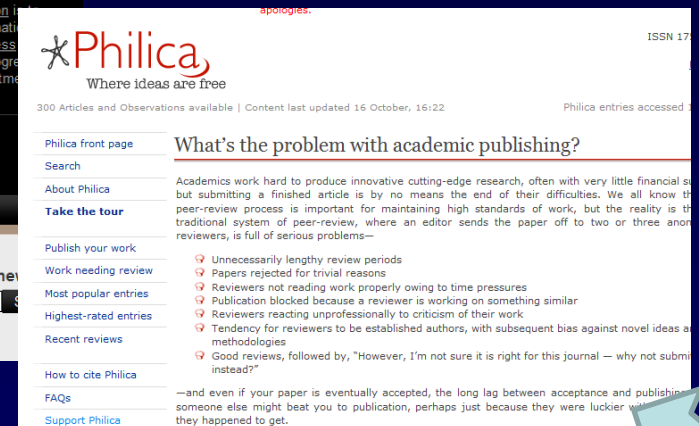 apologies.
ISSN 175
Philica
Where ideas are free
300 Articles and Observations available | Content last updated 16 October, 16:22
Philica entries accessed
Philica front page
Search
About Philica
Take the tour
Publish your work
Work needing review
Most popular entries
Highest-rated entries
Recent reviews
How to cite Philica
FAQs
Support Philica
What's the problem with academic publishing?
Academics work hard to produce innovative cutting-edge research, often with very little financial
but submitting a finished article is by no means the end of their difficulties. We all know
peer-review process is important for maintaining high standards of work, but the reality is
traditional system of peer-review, where an editor sends the paper off to two or three
reviewers, is full of serious problems—
Unnecessarily lengthy review periods
Papers rejected for trivial reasons
Reviewers not reading work properly owing to time pressures
Publication blocked because a reviewer is working on something similar
Reviewers reacting unprofessionally to criticism of their work
Tendency for reviewers to be established authors, with subsequent bias against novel ideas
methodologies
Good reviews, followed by, "However, I'm not sure it is right for this journal — why not
instead?"
—and even if your paper is eventually accepted, the long lag between acceptance and
someone else might beat you to publication, perhaps just because they were luckier
they happened to get.